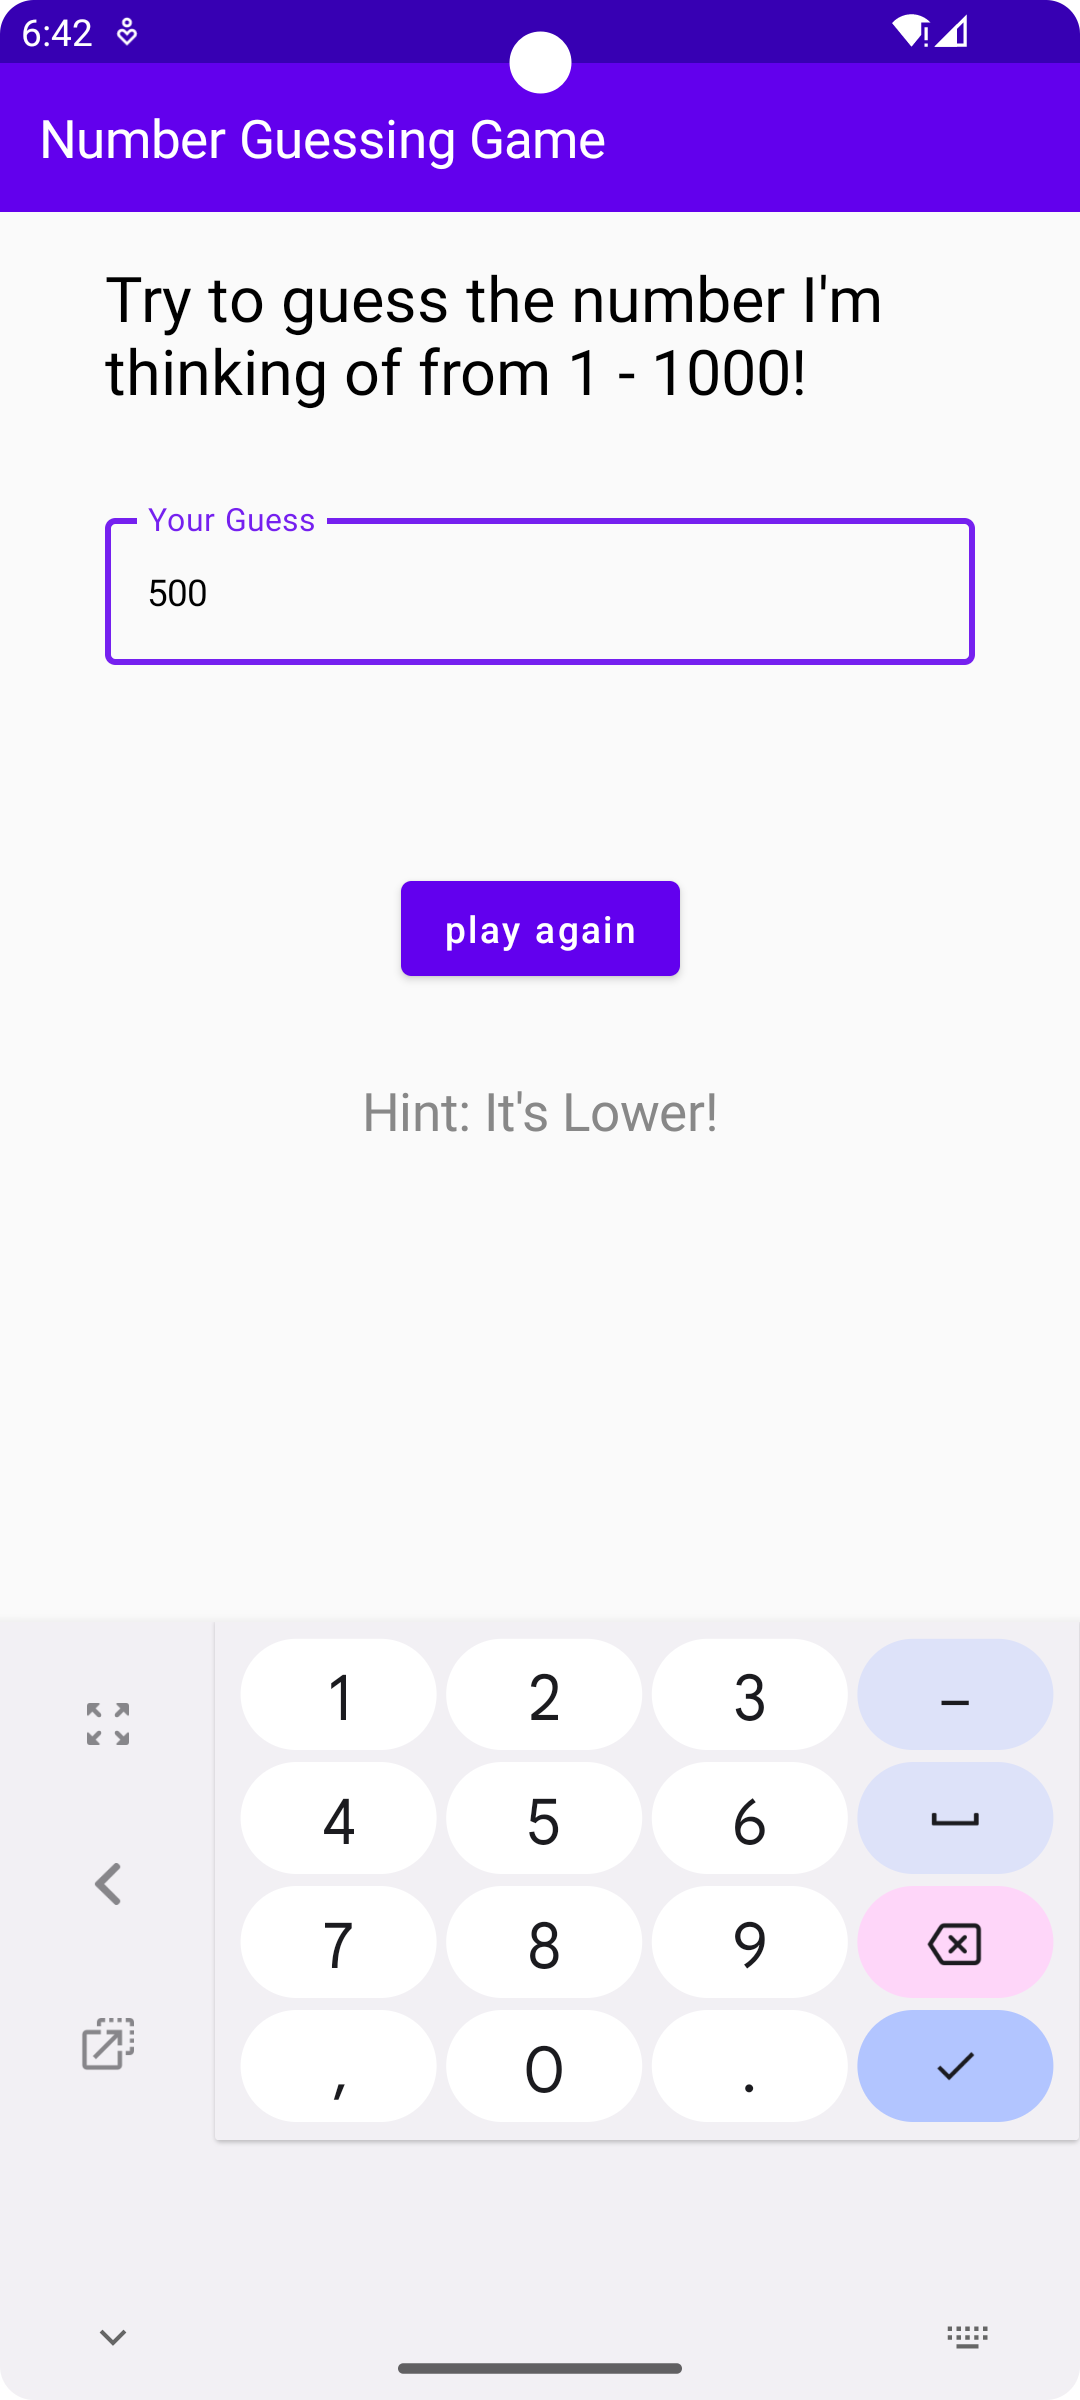 6:42
Number Guessing Game
Try to guess the number I'm
thinking of from 1 - 1000!
Your Guess
500
play again
Hint: It's Lower!
1 2 3 –
4 5 6
7 8 9
, 0 .